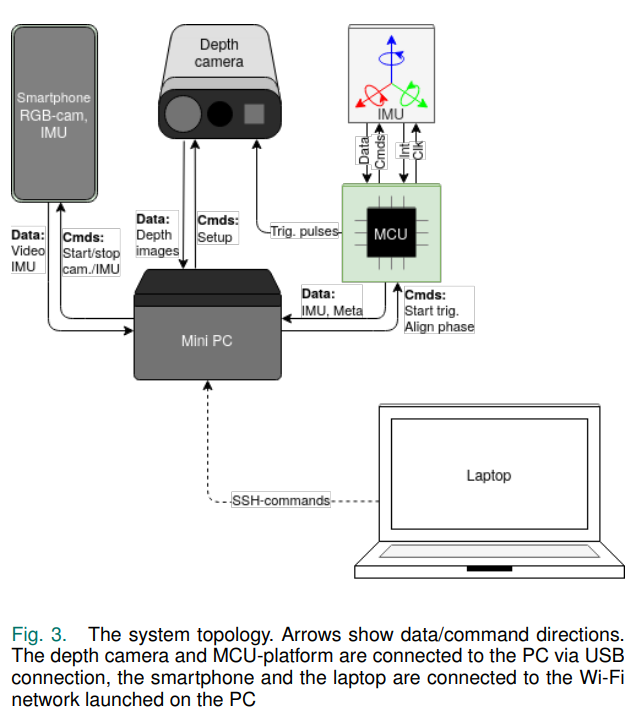 Smartphone
RGB-cam,
IMU
Depth
camera
IMU
Data
Cmds
Int
Clk
MCU
Trig. pulses
Data:
Video
IMU
Cmds:
Start/stop
cam./IMU
Data:
Depth
images
Cmds:
Setup
Data:
IMU, Meta
Cmds:
Start trig.
Align phase
Mini PC
SSH-commands
Laptop
Fig. 3. The system topology. Arrows show data/command directions.
The depth camera and MCU-platform are connected to the PC via USB
connection, the smartphone and the laptop are connected to the Wi-Fi
network launched on the PC